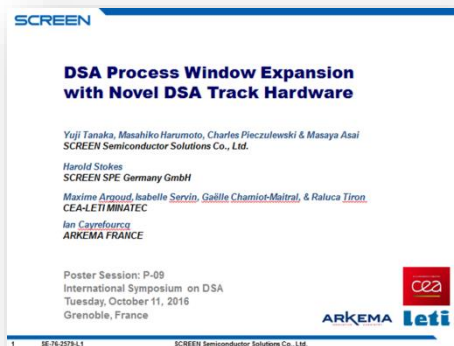 SCREEN
DSA Process Window Expansion
with Novel DSA Track Hardware
Yuji Tanaka, Masahiko Harumoto, Charles Pieczulewski & Masaya Asai
SCREEN Semiconductor Solutions Co., Ltd.
Harold Stokes
SCREEN SPE Germany GmbH
Maxime Argoud, Isabelle Servin, Gaëlle Chamiot-Maitral, & Raluca Tiron
CEA-LETI MINATEC
Ian Cayrefourcq
ARKEMA FRANCE
Poster Session: P-09
International Symposium on DSA
Tuesday, October 11, 2016
Grenoble, France
cea
ARKEMA
leti
1 SE-76-2579-L1 SCREEN Semiconductor Solutions Co., Ltd.